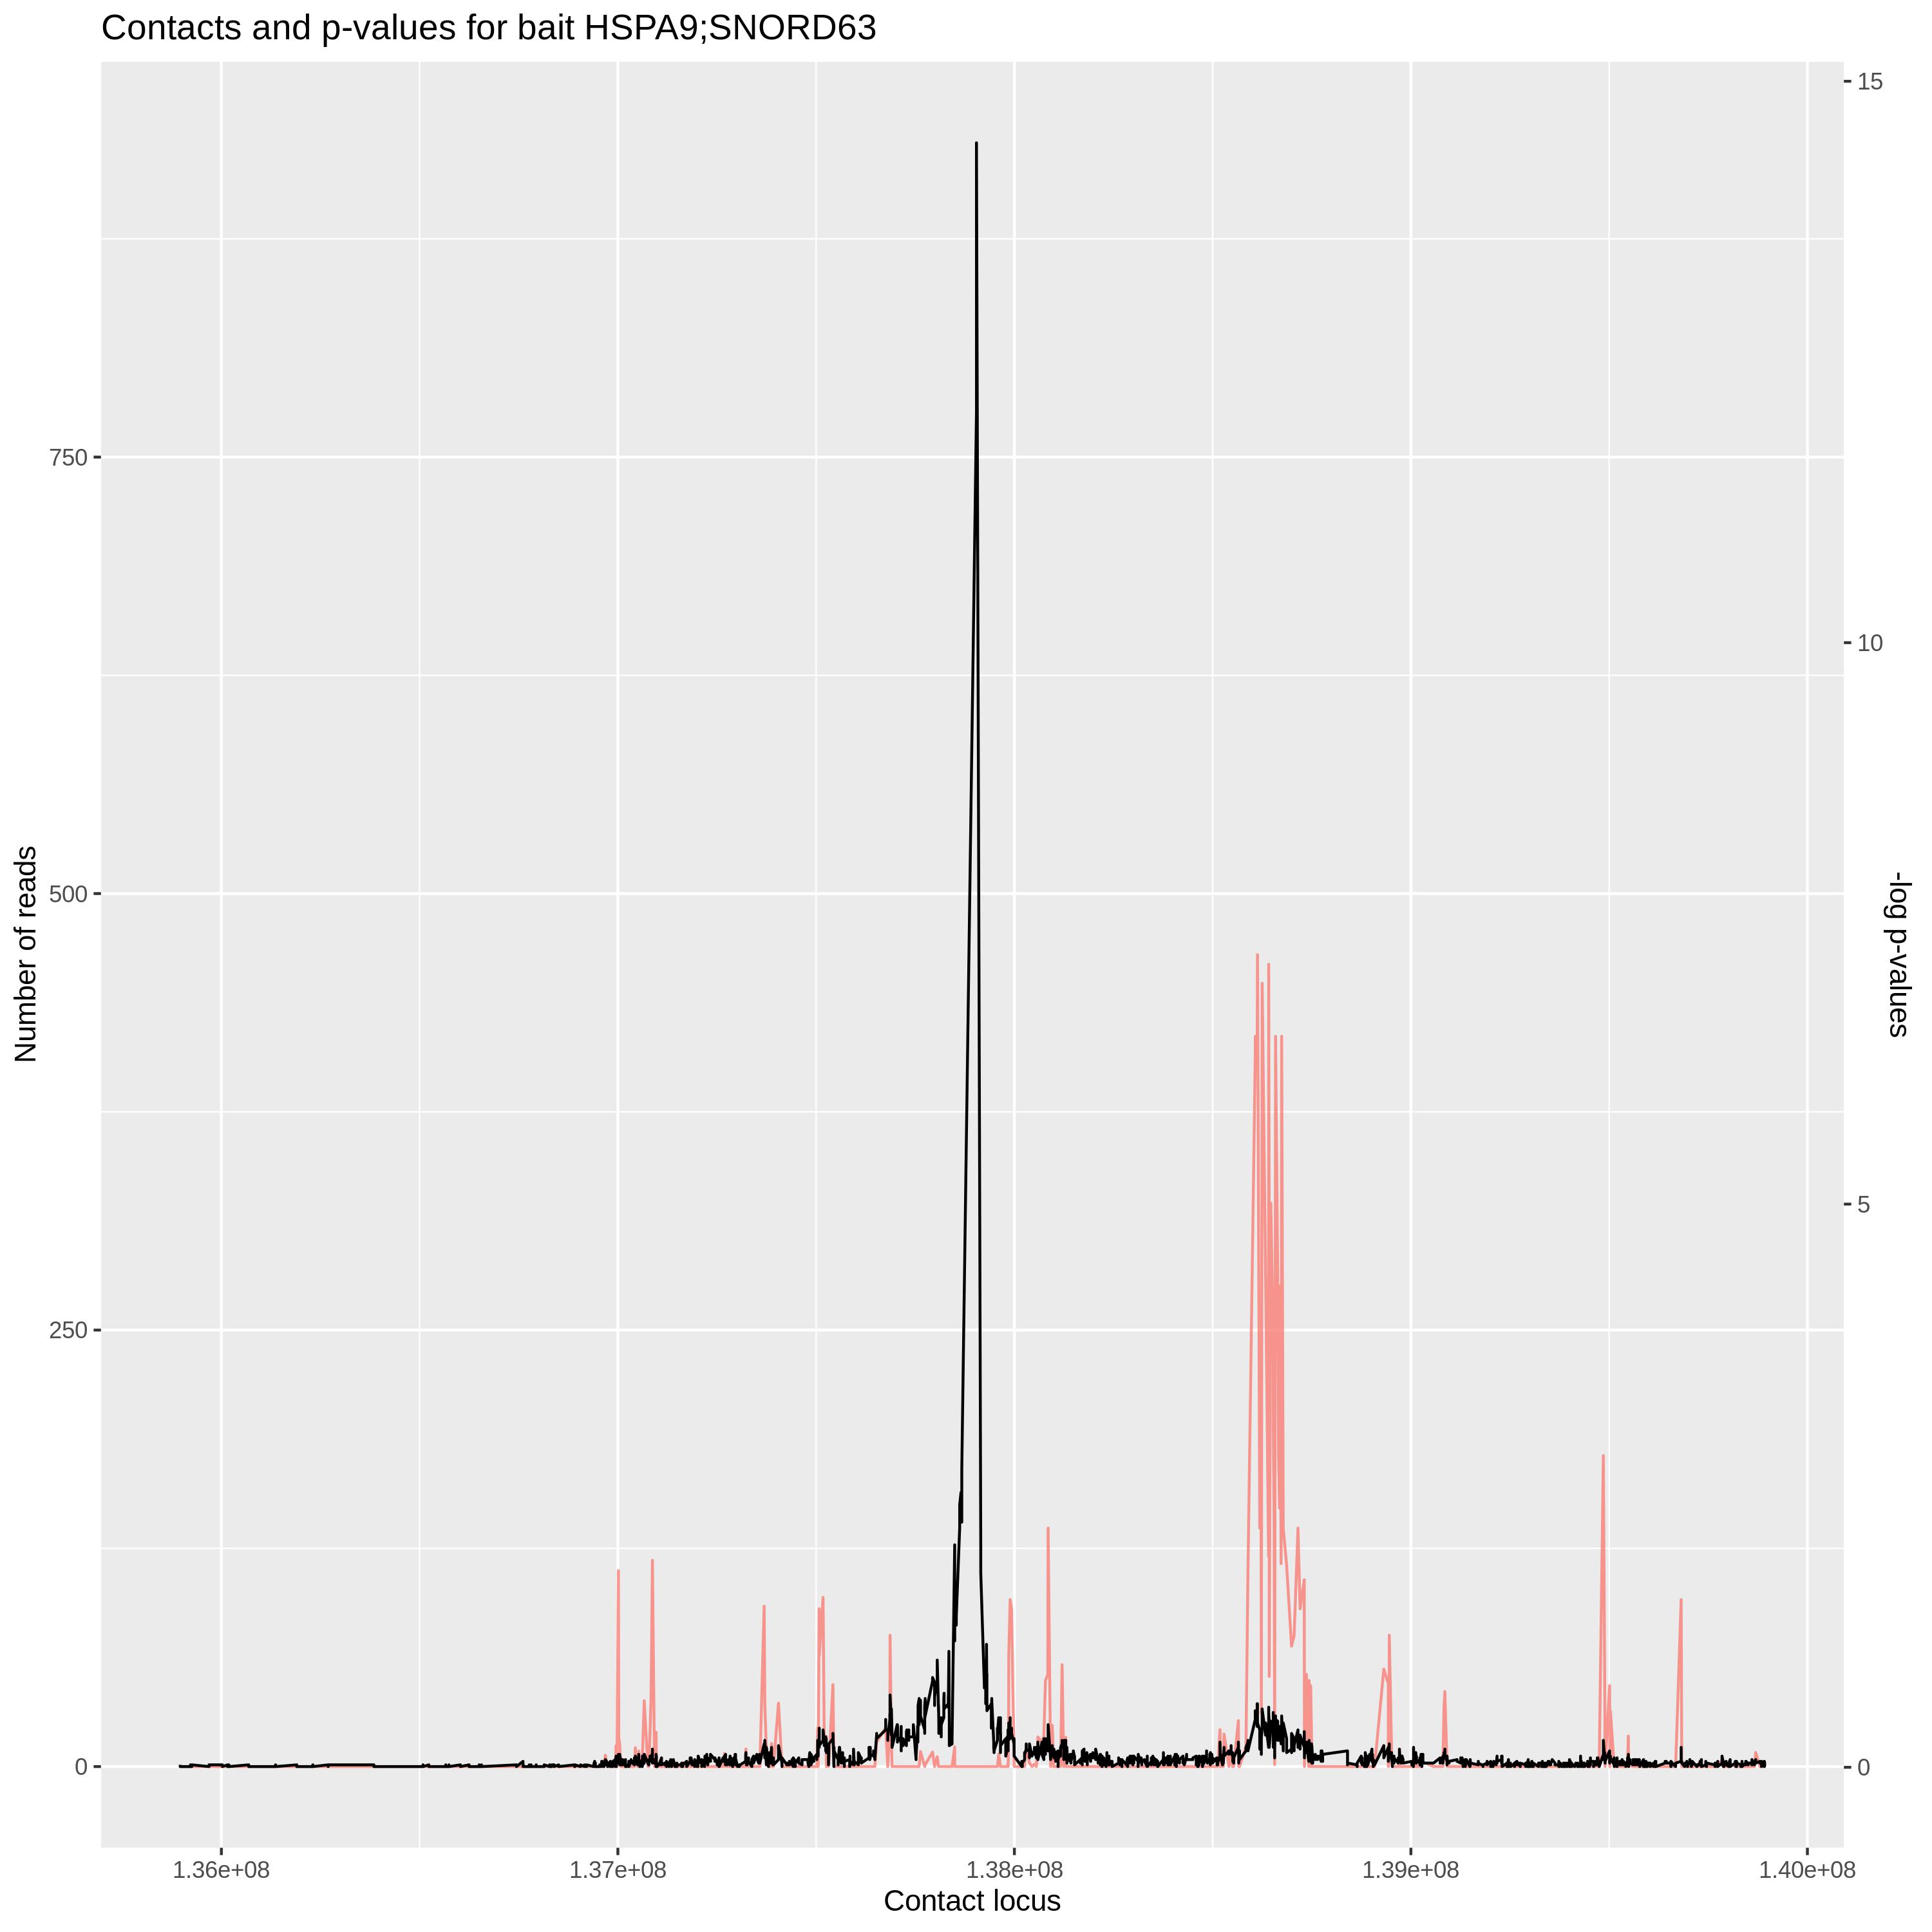 Contacts and p-values for bait HSPA9;SNORD63
15
750
10
Number of reads
-log p-values
500
5
250
0
0
1.36e+08
1.37e+08
1.38e+08
1.39e+08
1.40e+08
Contact locus